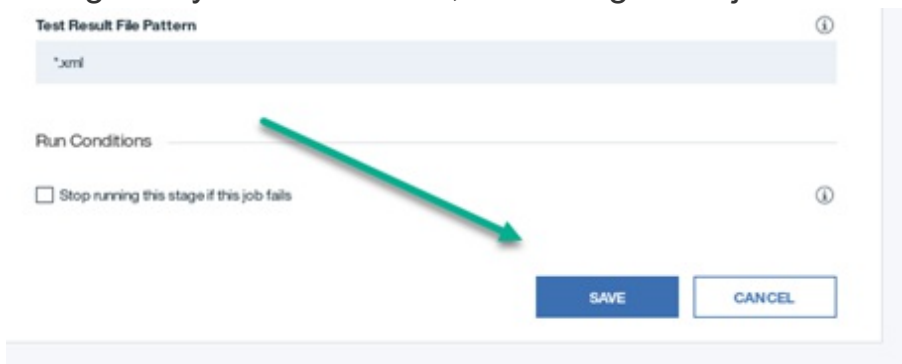 Test Result File Pattern
*.xml
Run Conditions
Stop running this stage if this job fails
SAVE CANCEL